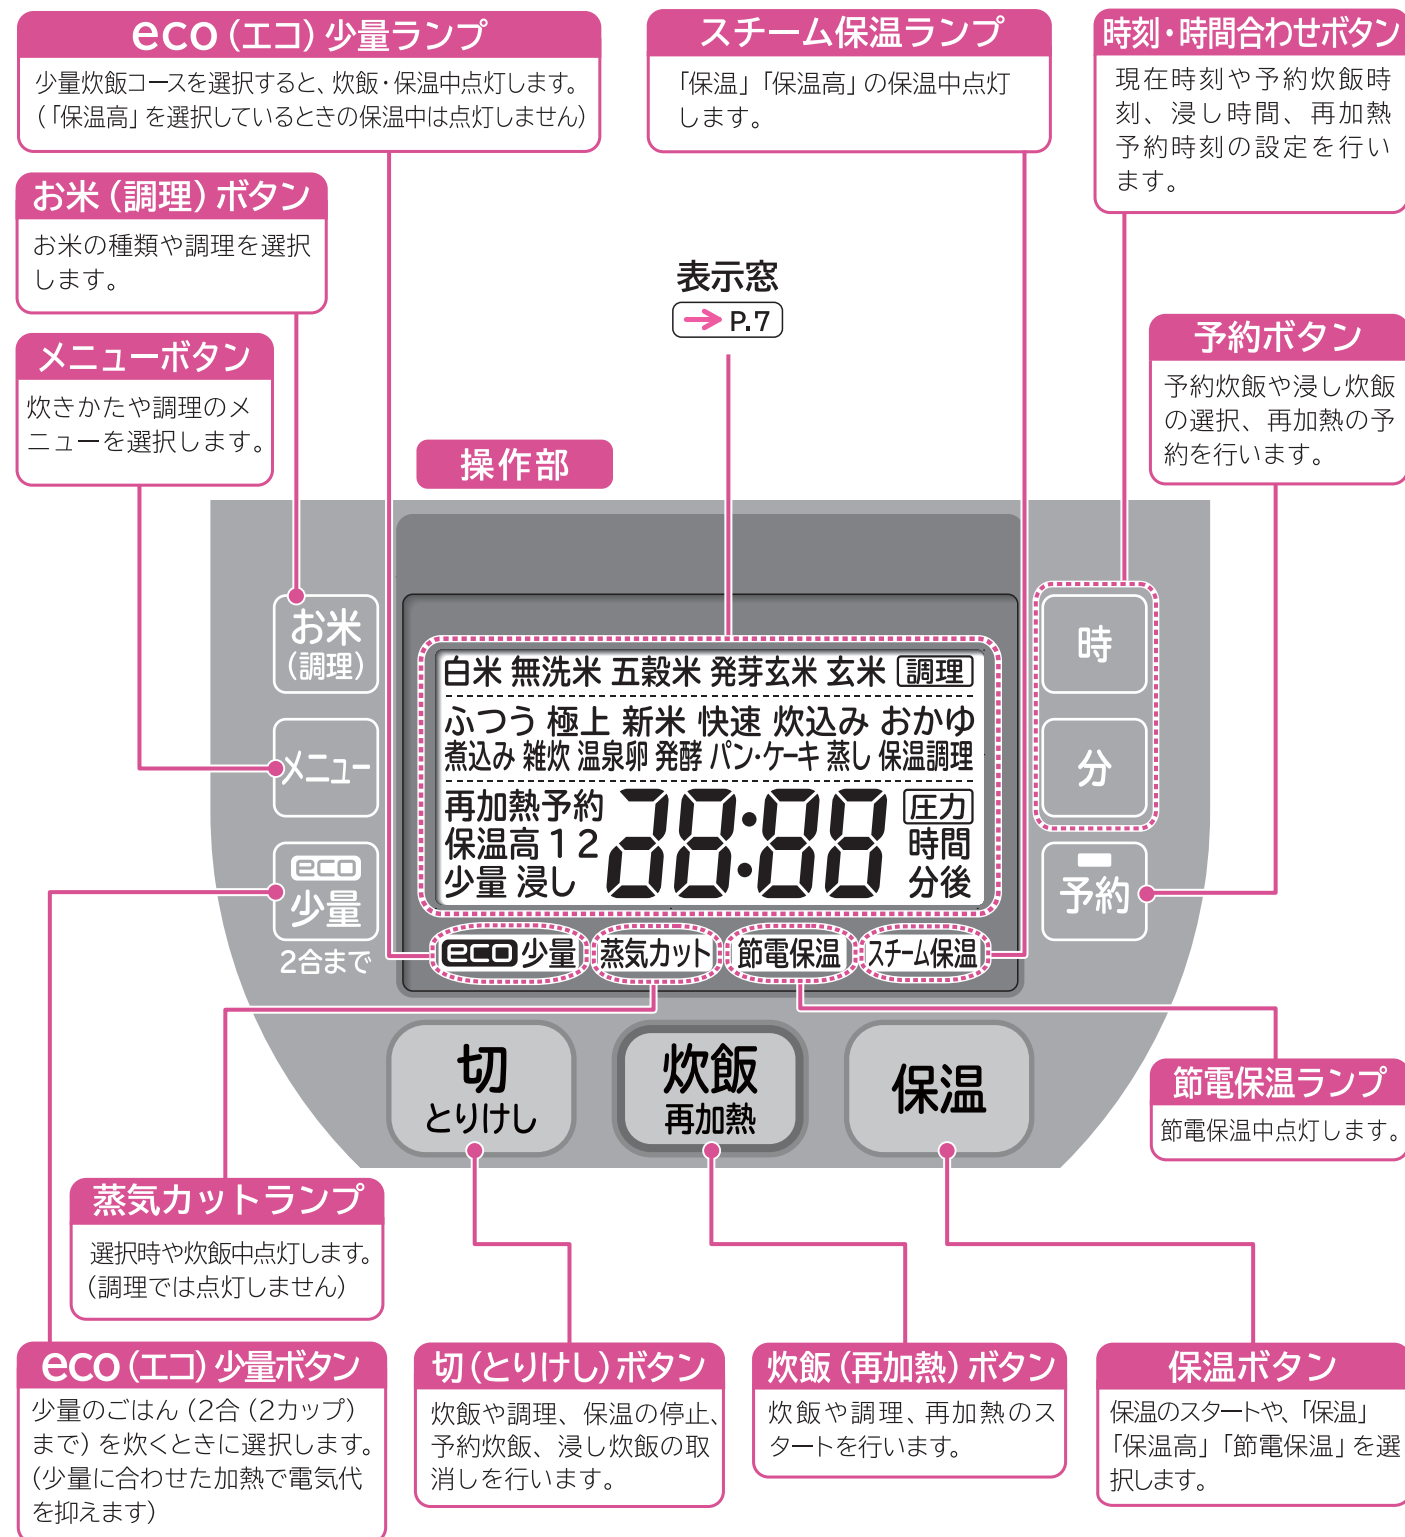 eco（エコ）少量ランプ
少量炊飯コースを選択すると、炊飯・保温中点灯します。
（「保温高」を選択しているときの保温中は点灯しません）
スチーム保温ランプ
「保温」「保温高」の保温中点灯
します。
時刻・時間合わせボタン
現在時刻や予約炊飯時
刻、浸し時間、再加熱
予約時刻の設定を行い
ます。
お米（調理）ボタン
お米の種類や調理を選択
します。
表示窓
→ P.7
メニューボタン
炊きかたや調理のメ
ニューを選択します。
予約ボタン
予約炊飯や浸し炊飯
の選択、再加熱の予
約を行います。
操作部
お米
（調理）
メニュー
eco
少量
2合まで
白米 無洗米 五穀米 発芽玄米 玄米 調理
ふつう 極上 新米 快速 炊込み おかゆ
煮込み 雑炊 温泉卵 発酵 パン・ケーキ 蒸し 保温調理
再加熱予約
保温高 1 2
少量 浸し
28:88
圧力
時間
分後
eco少量 蒸気カット 節電保温 スチーム保温
時
分
予約
切
とりけし
炊飯
再加熱
保温
節電保温ランプ
節電保温中点灯します。
蒸気カットランプ
選択時や炊飯中点灯します。
（調理では点灯しません）
eco（エコ）少量ボタン
少量のごはん（2合（2カップ）
まで）を炊くときに選択します。
（少量に合わせた加熱で電気代
を抑えます）
切（とりけし）ボタン
炊飯や調理、保温の停止、
予約炊飯、浸し炊飯の取
消しを行います。
炊飯（再加熱）ボタン
炊飯や調理、再加熱のス
タートを行います。
保温ボタン
保温のスタートや、「保温」
「保温高」「節電保温」を選
択します。